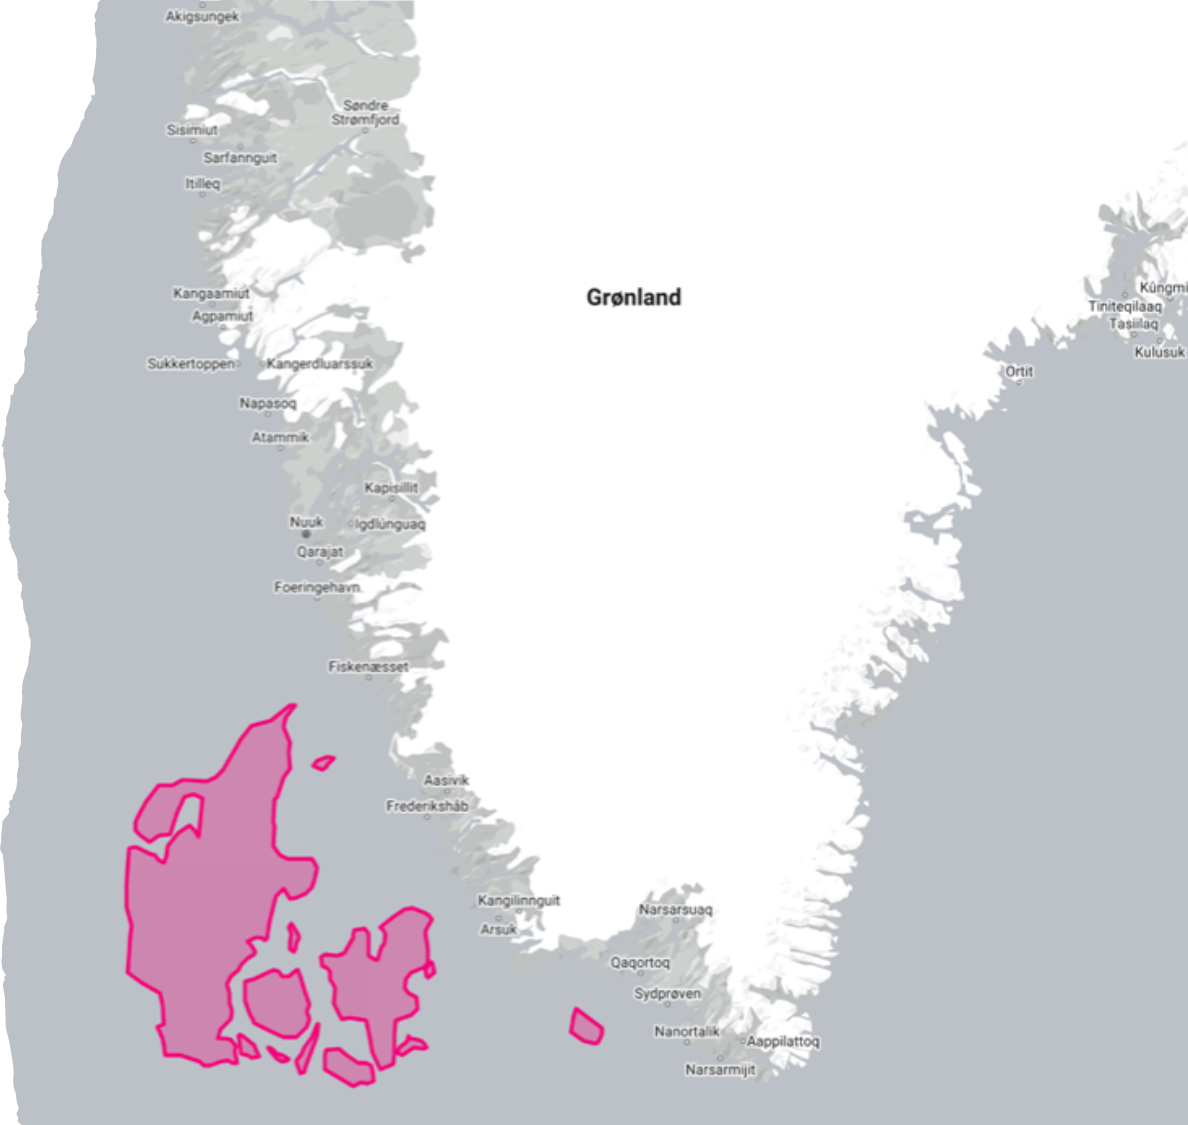 Akigsungek
Søndre
Strømfjord
Sisimiut
Sarfannguit
Itilleq
Kangaamiut
Agpamiut
Sukkertoppen
Kangerdluarssuk
Napasoq
Atammik
Kapisillit
Nuuk
Igdlúnguaq
Qarajat
Foeringehavn
Fiskenæsset
Grønland
Kûngmi
Tiniteqilaaq
Tasiilaq
Kulusuk
Ortit
Aasivik
Frederikshåb
Kangilinnguit
Arsuk
Narsarsuaq
Qaqortoq
Sydprøven
Nanortalik
Aappilattoq
Narsarmijit